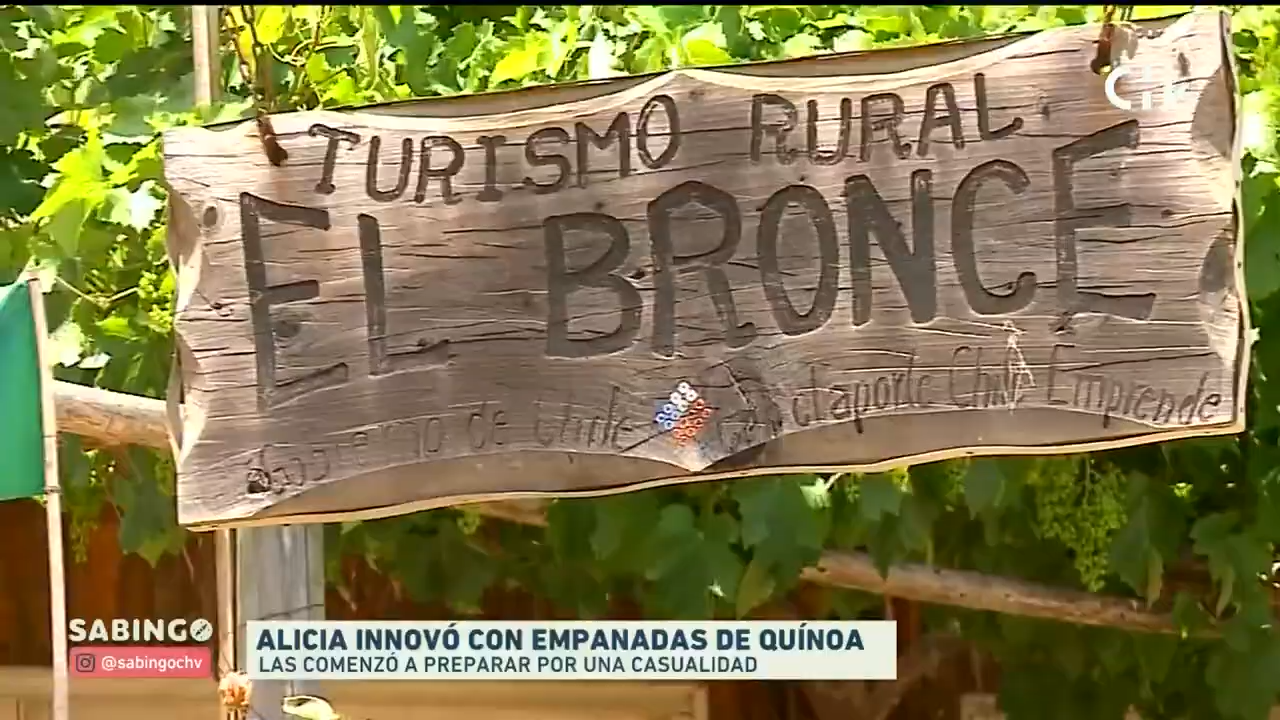 TURISMO RURAL
EL BRONCE
Gobierno de Chile
aporte Chile Emprende
SABINGO
@sabingochv
ALICIA INNOVÓ CON EMPANADAS DE QUÍNOA
LAS COMENZÓ A PREPARAR POR UNA CASUALIDAD